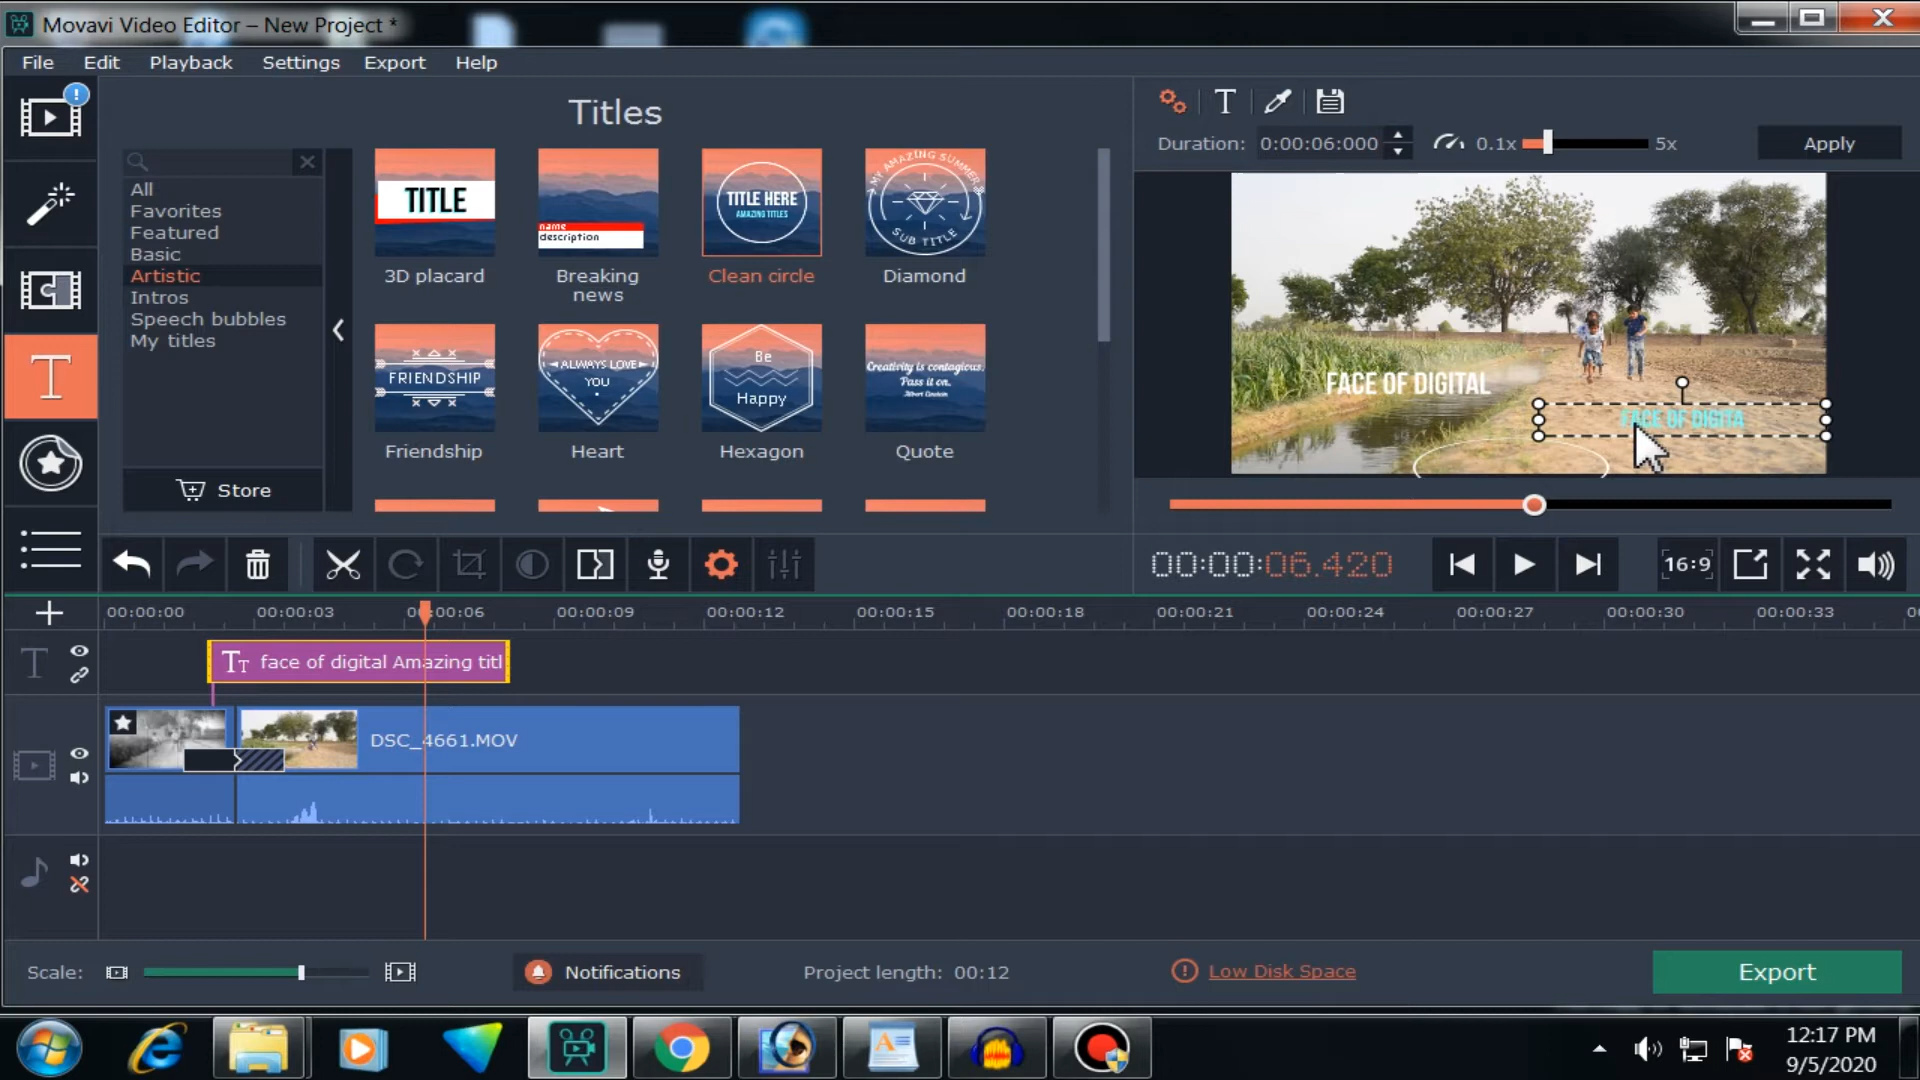 Movavi Video Editor – New Project *
File Edit Playback Settings Export Help
Titles
All
Favorites
Featured
Basic
Artistic
Intros
Speech bubbles
My titles
Store
TITLE
3D placard
name
description
Breaking
news
TITLE HERE
AMAZING TITLES
Clean circle
MY AMAZING SUMMER
SUB TITLE
Diamond
FRIENDSHIP
Friendship
ALWAYS LOVE
YOU
Heart
Be
Happy
Hexagon
Creativity is contagious.
Pass it on.
Albert Einstein
Quote
T
Duration: 0:00:06:000 0.1x 5x Apply
FACE OF DIGITAL
FACE OF DIGITA
00:00:06.420 16:9
00:00:00 00:00:03 00:00:06 00:00:09 00:00:12 00:00:15 00:00:18 00:00:21 00:00:24 00:00:27 00:00:30 00:00:33
face of digital Amazing titl
DSC_4661.MOV
Scale: Notifications Project length: 00:12 Low Disk Space Export
12:17 PM
9/5/2020